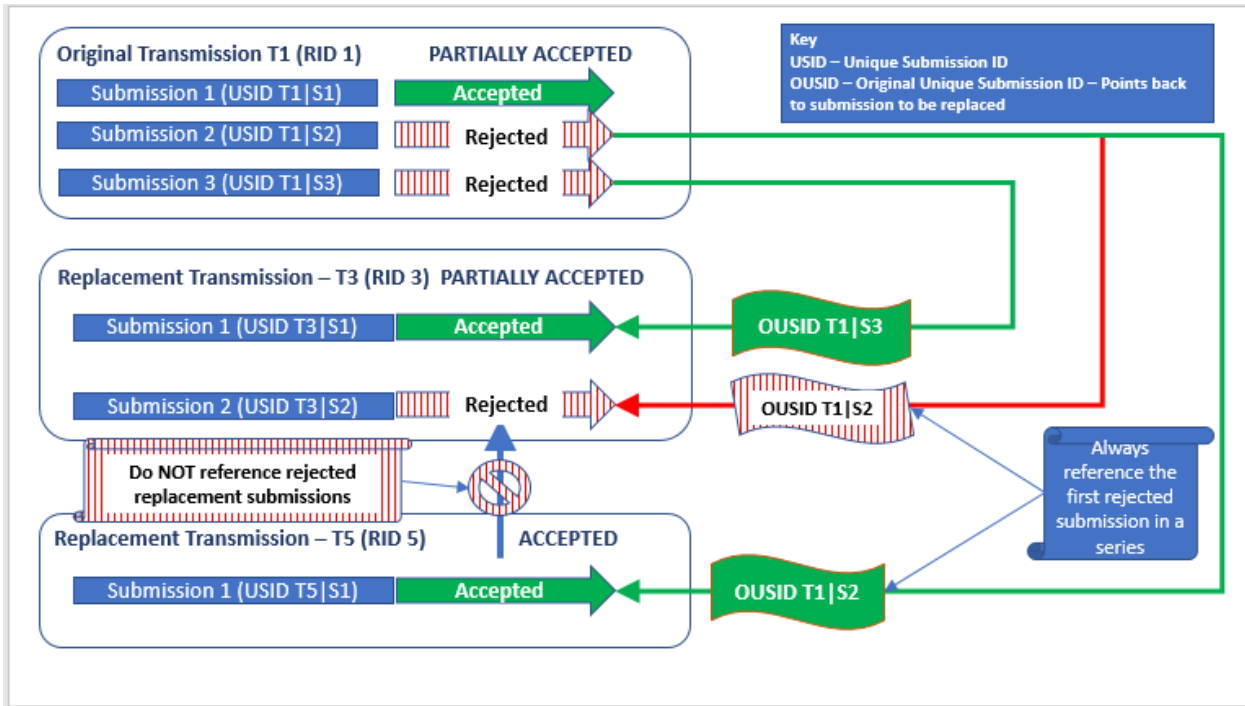 Original Transmission T1 (RID 1)
PARTIALLY ACCEPTED
Submission 1 (USID T1|S1)
Accepted
Submission 2 (USID T1|S2)
Rejected
Submission 3 (USID T1|S3)
Rejected
Key
USID – Unique Submission ID
OUSID – Original Unique Submission ID – Points back
to submission to be replaced
Replacement Transmission – T3 (RID 3)
PARTIALLY ACCEPTED
Submission 1 (USID T3|S1)
Accepted
OUSID T1|S3
Submission 2 (USID T3|S2)
Rejected
OUSID T1|S2
Do NOT reference rejected
replacement submissions
Always
reference the
first rejected
submission in a
series
Replacement Transmission – T5 (RID 5)
ACCEPTED
Submission 1 (USID T5|S1)
Accepted
OUSID T1|S2